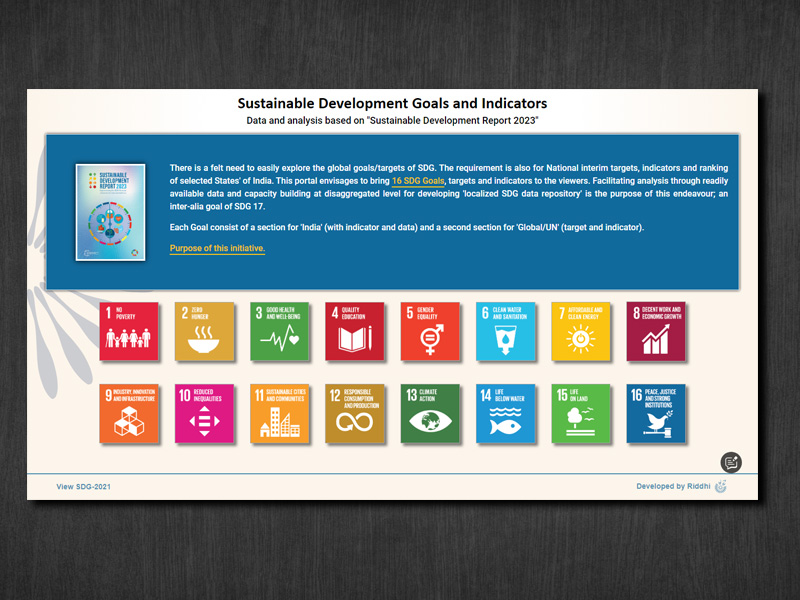 Sustainable Development Goals and Indicators
Data and analysis based on "Sustainable Development Report 2023"
SUSTAINABLE
DEVELOPMENT
REPORT 2023
There is a felt need to easily explore the global goals/targets of SDG. The requirement is also for National interim targets, indicators and ranking
of selected States' of India. This portal envisages to bring 16 SDG Goals, targets and indicators to the viewers. Facilitating analysis through readily
available data and capacity building at disaggregated level for developing 'localized SDG data repository' is the purpose of this endeavour; an
inter-alia goal of SDG 17.
Each Goal consist of a section for 'India' (with indicator and data) and a second section for 'Global/UN' (target and indicator).
Purpose of this initiative.
1 NO
POVERTY
2 ZERO
HUNGER
3 GOOD HEALTH
AND WELL-BEING
4 QUALITY
EDUCATION
5 GENDER
EQUALITY
6 CLEAN WATER
AND SANITATION
7 AFFORDABLE AND
CLEAN ENERGY
8 DECENT WORK AND
ECONOMIC GROWTH
9 INDUSTRY, INNOVATION
AND INFRASTRUCTURE
10 REDUCED
INEQUALITIES
11 SUSTAINABLE CITIES
AND COMMUNITIES
12 RESPONSIBLE
CONSUMPTION
AND PRODUCTION
13 CLIMATE
ACTION
14 LIFE
BELOW WATER
15 LIFE
ON LAND
16 PEACE, JUSTICE
AND STRONG
INSTITUTIONS
View SDG-2021
Developed by Riddhi